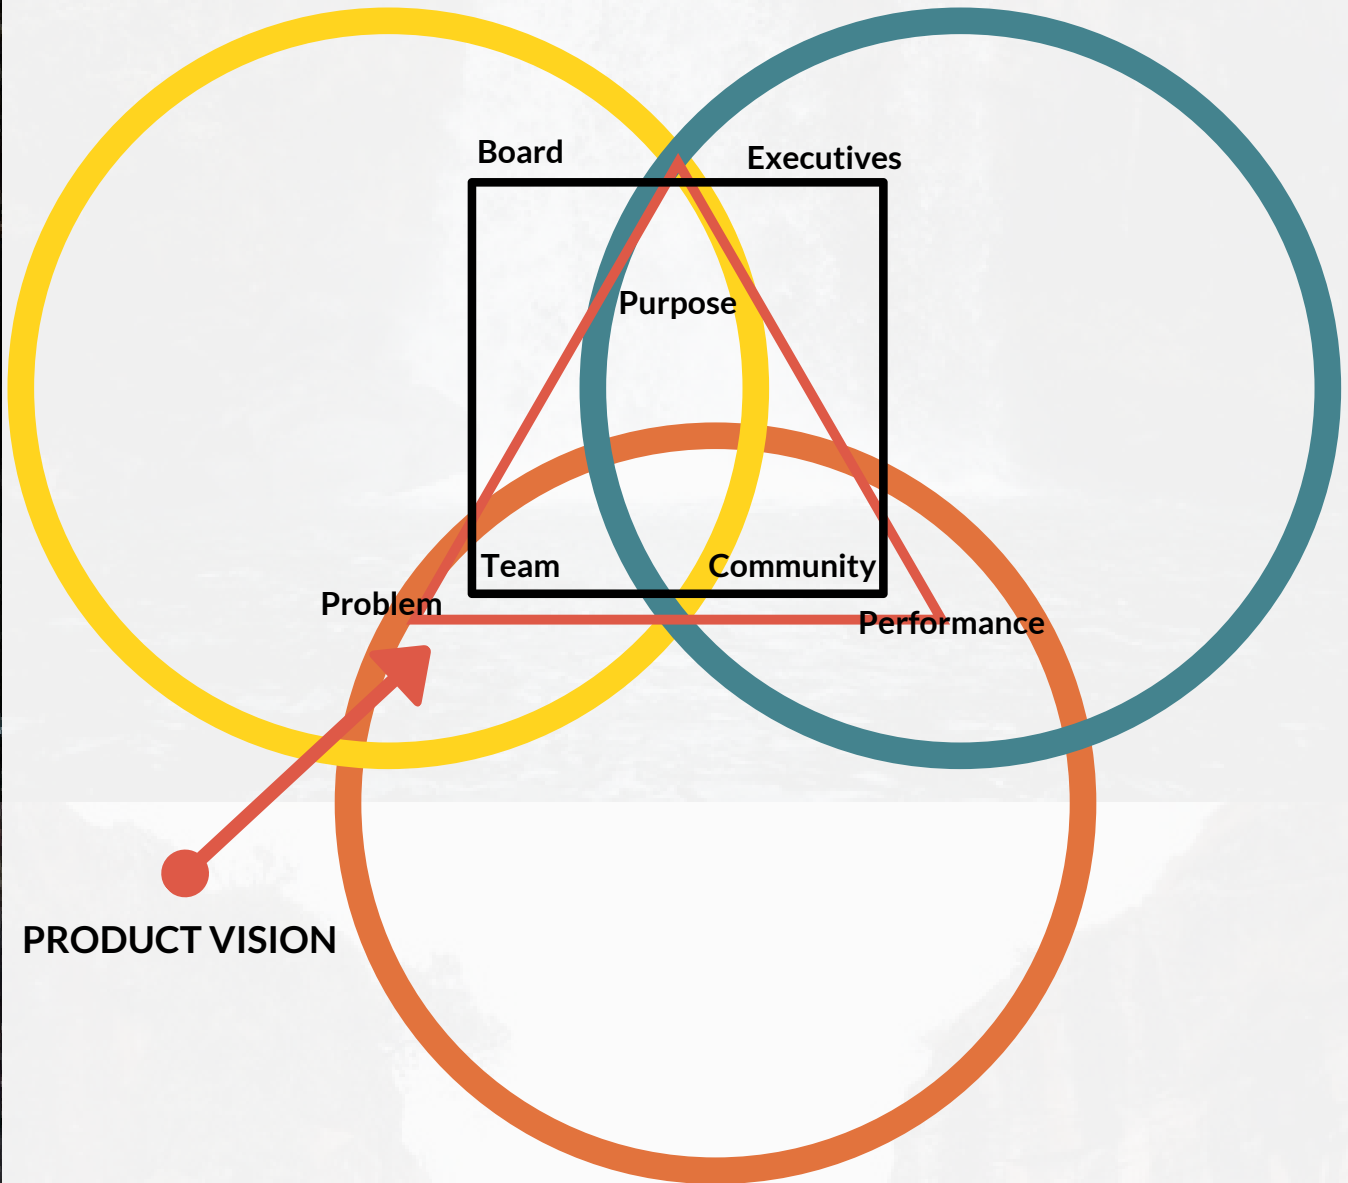 Board
Executives
Purpose
Team
Community
Problem
Performance
PRODUCT VISION